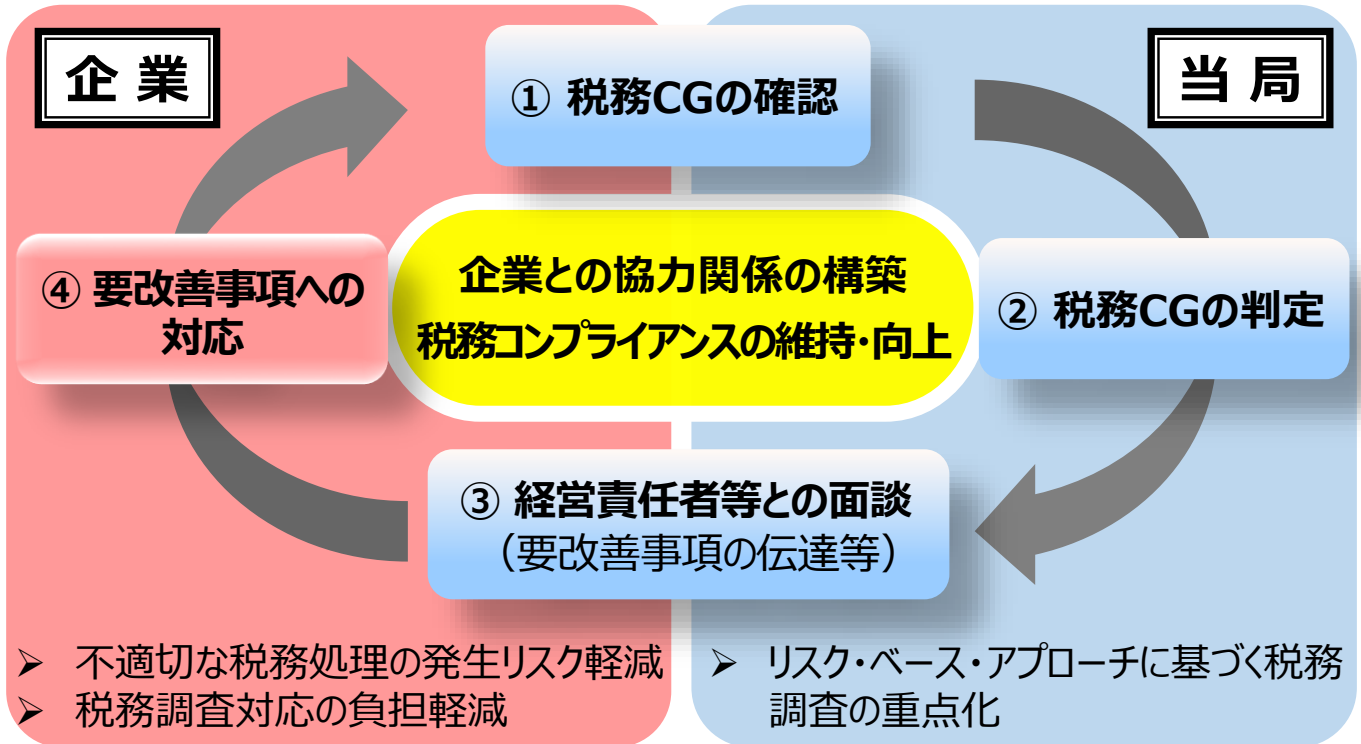 企業
当局
① 税務CGの確認
② 税務CGの判定
③ 経営責任者等との面談
（要改善事項の伝達等）
④ 要改善事項への
対応
企業との協力関係の構築
税務コンプライアンスの維持・向上
➢ 不適切な税務処理の発生リスク軽減
➢ 税務調査対応の負担軽減
➢ リスク・ベース・アプローチに基づく税務
調査の重点化